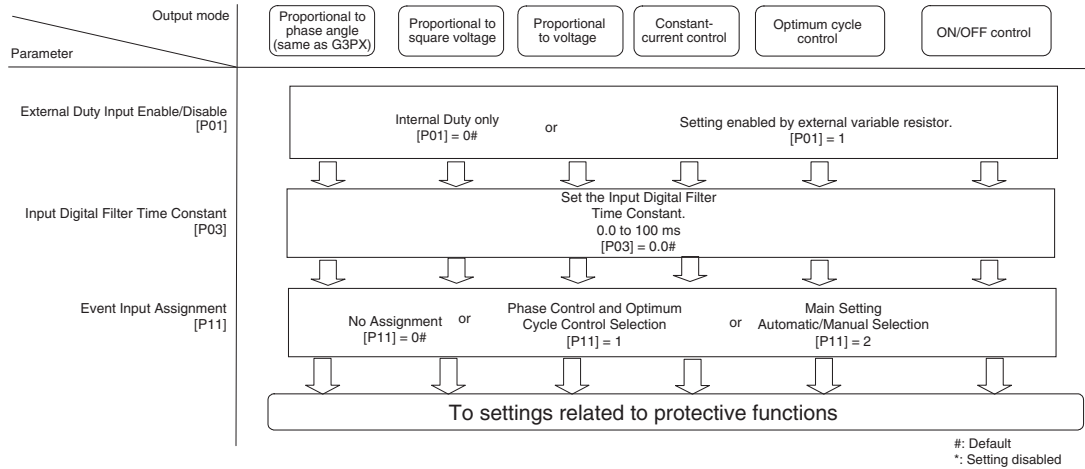 Output mode
Parameter
Proportional to
phase angle
(same as G3PX)
Proportional to
square voltage
Proportional
to voltage
Constant-
current control
Optimum cycle
control
ON/OFF control
External Duty Input Enable/Disable
[P01]
Internal Duty only
[P01] = 0#
or
Setting enabled by external variable resistor.
[P01] = 1
Input Digital Filter Time Constant
[P03]
Set the Input Digital Filter
Time Constant.
0.0 to 100 ms
[P03] = 0.0#
Event Input Assignment
[P11]
No Assignment
[P11] = 0#
or
Phase Control and Optimum
Cycle Control Selection
[P11] = 1
or
Main Setting
Automatic/Manual Selection
[P11] = 2
To settings related to protective functions
#: Default
*: Setting disabled